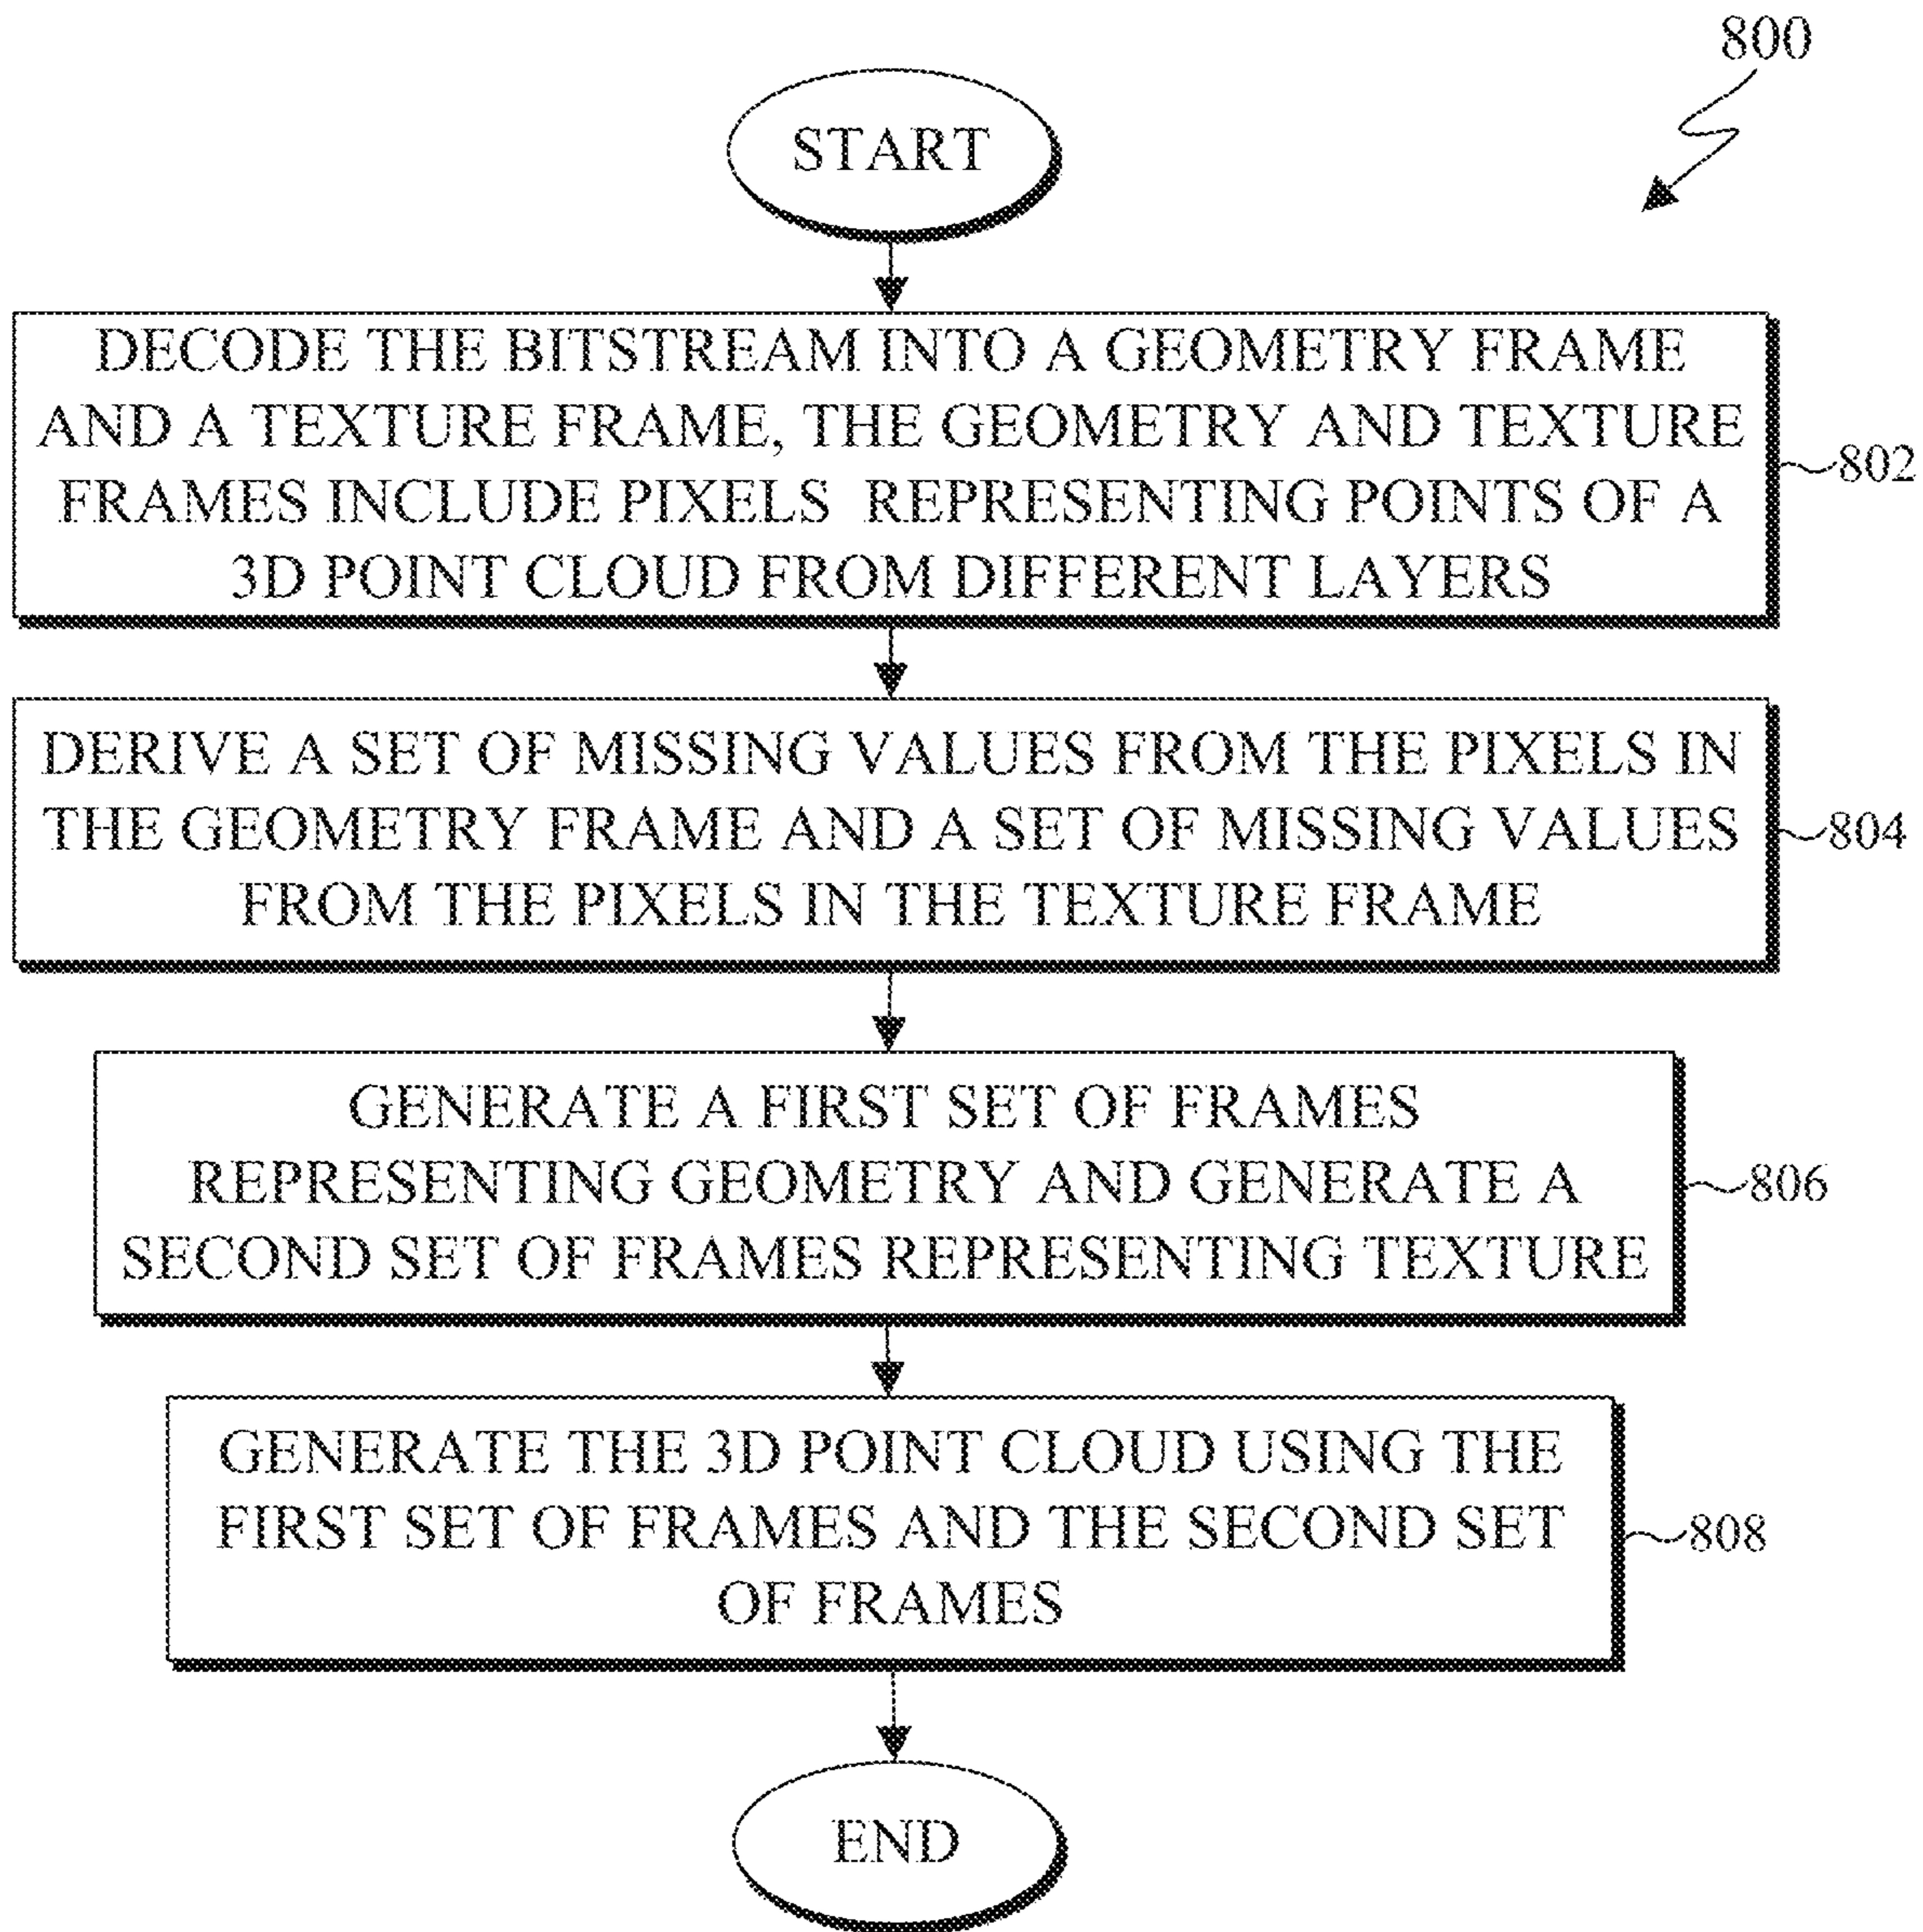 800
START
DECODE THE BITSTREAM INTO A GEOMETRY FRAME
AND A TEXTURE FRAME, THE GEOMETRY AND TEXTURE
FRAMES INCLUDE PIXELS REPRESENTING POINTS OF A
3D POINT CLOUD FROM DIFFERENT LAYERS
802
DERIVE A SET OF MISSING VALUES FROM THE PIXELS IN
THE GEOMETRY FRAME AND A SET OF MISSING VALUES
FROM THE PIXELS IN THE TEXTURE FRAME
804
GENERATE A FIRST SET OF FRAMES
REPRESENTING GEOMETRY AND GENERATE A
SECOND SET OF FRAMES REPRESENTING TEXTURE
806
GENERATE THE 3D POINT CLOUD USING THE
FIRST SET OF FRAMES AND THE SECOND SET
OF FRAMES
808
END